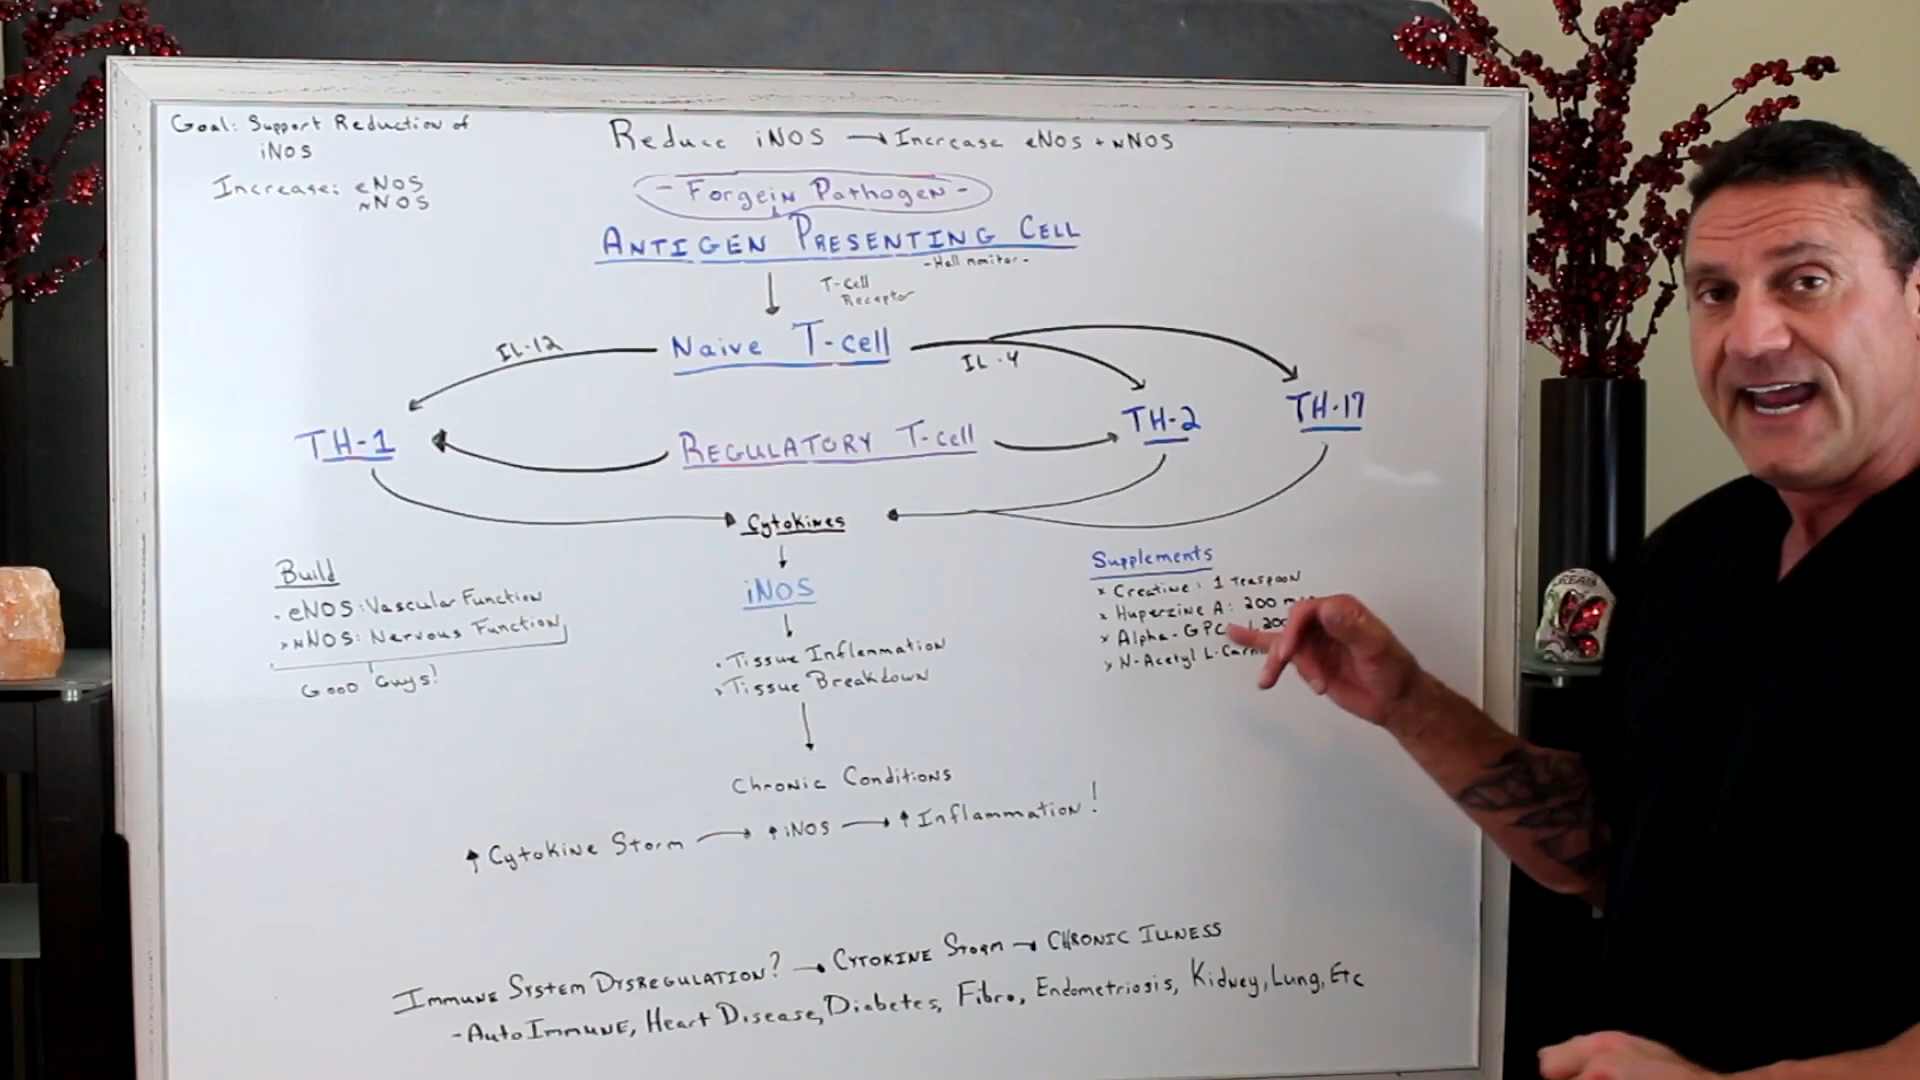 Goal: Support Reduction of
iNOS
Increase: eNOS
nNOS
Reduce iNOS → Increase eNOS + nNOS
- Forgein Pathogen -
ANTIGEN PRESENTING CELL
- Hall monitor -
T-Cell
Receptor
Naive T-cell
IL-12
IL-4
TH-1
REGULATORY T-cell
TH-2
TH-17
Cytokines
iNOS
• Tissue Inflammation
• Tissue Breakdown
Build
• eNOS: Vascular Function
• nNOS: Nervous Function
Good Guys!
Supplements
* Creatine: 1 Teaspoon
* Huperzine A: 200
* Alpha-GPC
* N-Acetyl
Chronic Conditions
↑ Cytokine Storm → ↑ iNOS → ↑ Inflammation!
IMMUNE SYSTEM DYSREGULATION? → CYTOKINE STORM → CHRONIC ILLNESS
- AutoIMMUNE, Heart Disease, Diabetes, Fibro, Endometriosis, Kidney, Lung, Etc